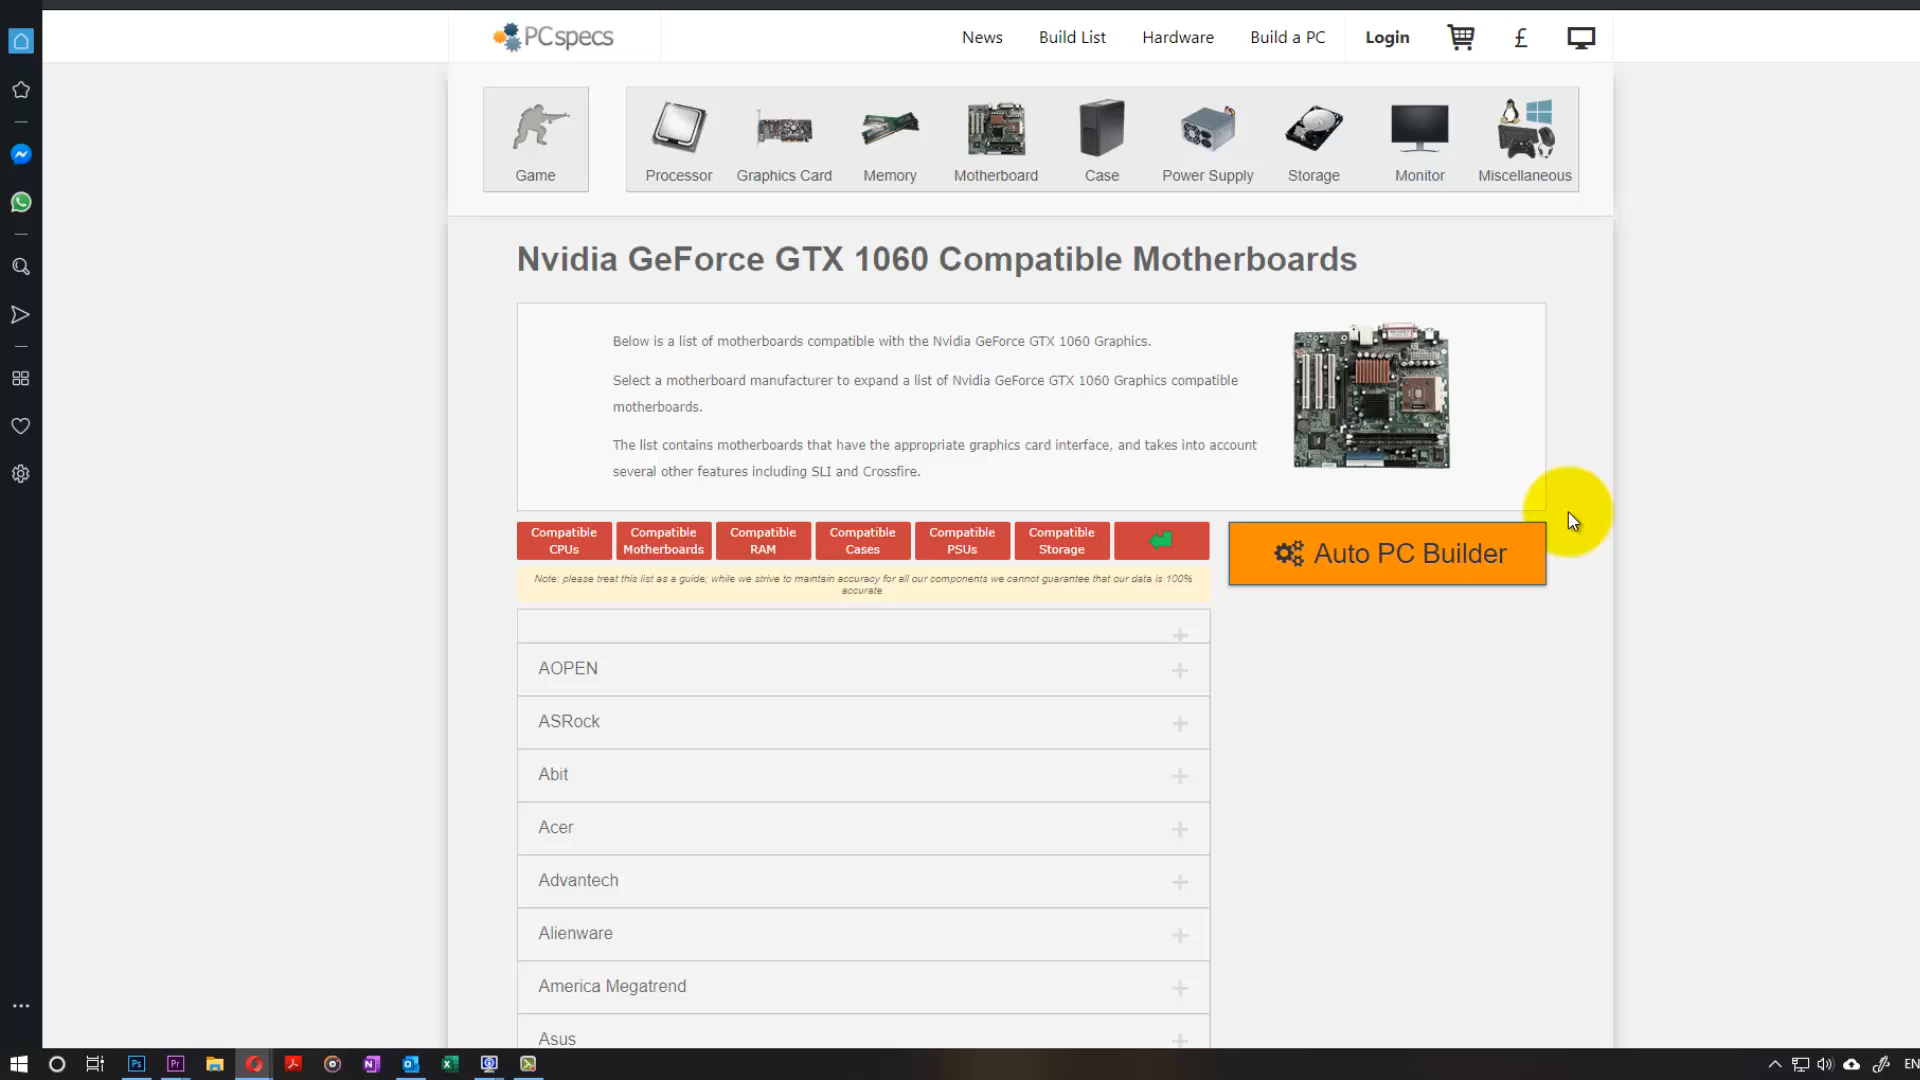 PCspecs
News
Build List
Hardware
Build a PC
Login
£
Game
Processor
Graphics Card
Memory
Motherboard
Case
Power Supply
Storage
Monitor
Miscellaneous
Nvidia GeForce GTX 1060 Compatible Motherboards
Below is a list of motherboards compatible with the Nvidia GeForce GTX 1060 Graphics.
Select a motherboard manufacturer to expand a list of Nvidia GeForce GTX 1060 Graphics compatible
motherboards.
The list contains motherboards that have the appropriate graphics card interface, and takes into account
several other features including SLI and Crossfire.
Compatible
CPUs
Compatible
Motherboards
Compatible
RAM
Compatible
Cases
Compatible
PSUs
Compatible
Storage
Auto PC Builder
Note: please treat this list as a guide; while we strive to maintain accuracy for all our components we cannot guarantee that our data is 100%
accurate.
AOPEN
ASRock
Abit
Acer
Advantech
Alienware
America Megatrend
Asus
Ps
Pr
EN